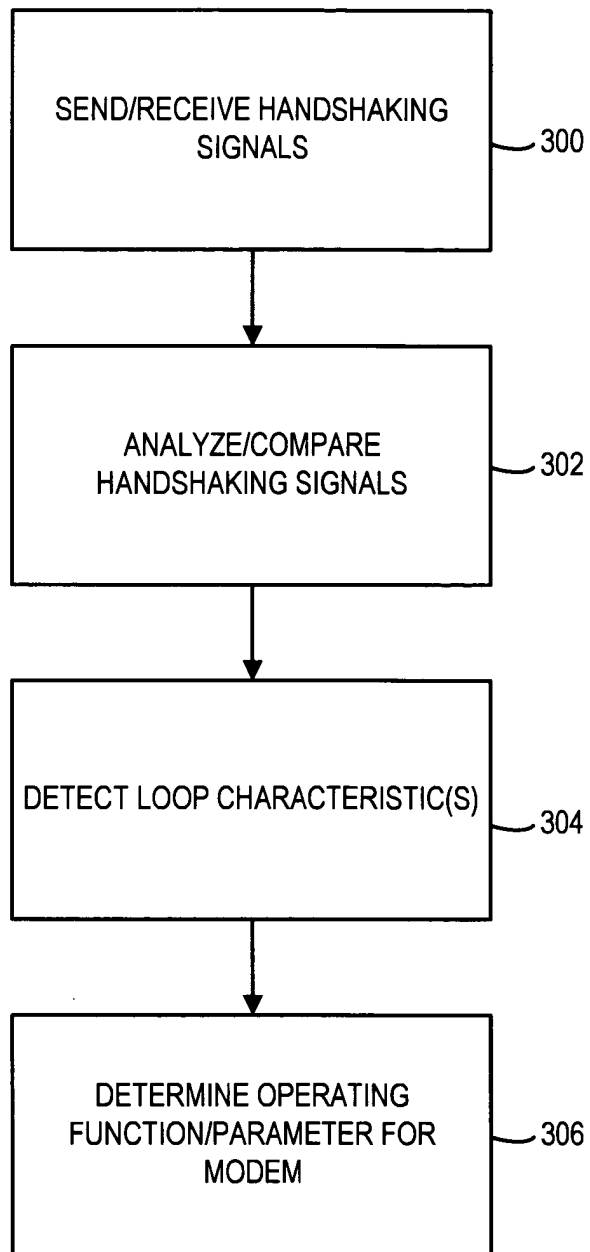 SEND/RECEIVE HANDSHAKING
SIGNALS
300
ANALYZE/COMPARE
HANDSHAKING SIGNALS
302
DETECT LOOP CHARACTERISTIC(S)
304
DETERMINE OPERATING
FUNCTION/PARAMETER FOR
MODEM
306